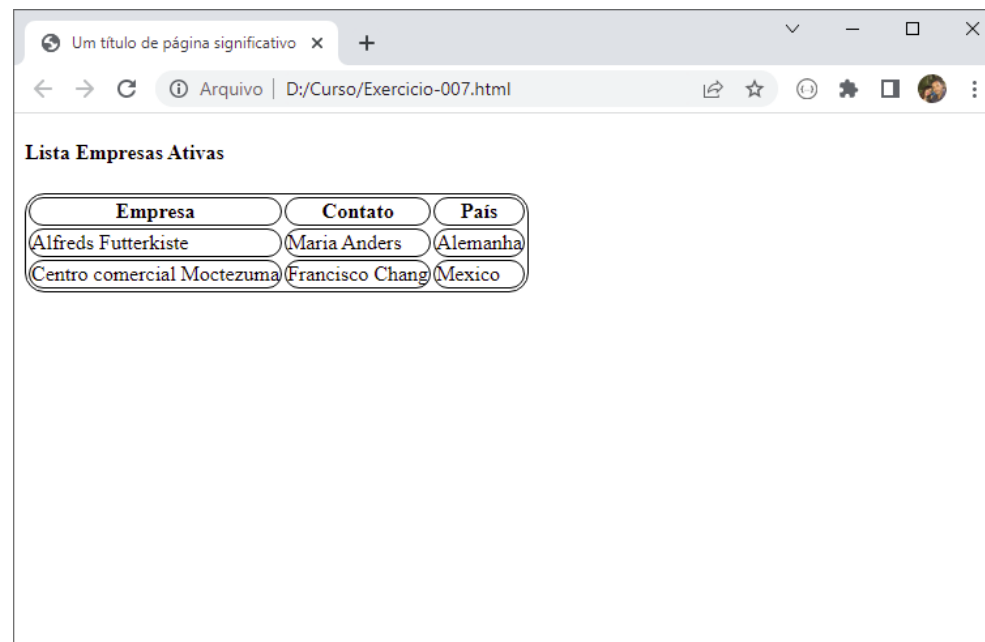 Um título de página significativo
Arquivo D:/Curso/Exercicio-007.html
Lista Empresas Ativas
Empresa Contato País
Alfreds Futterkiste Maria Anders Alemanha
Centro comercial Moctezuma Francisco Chang Mexico